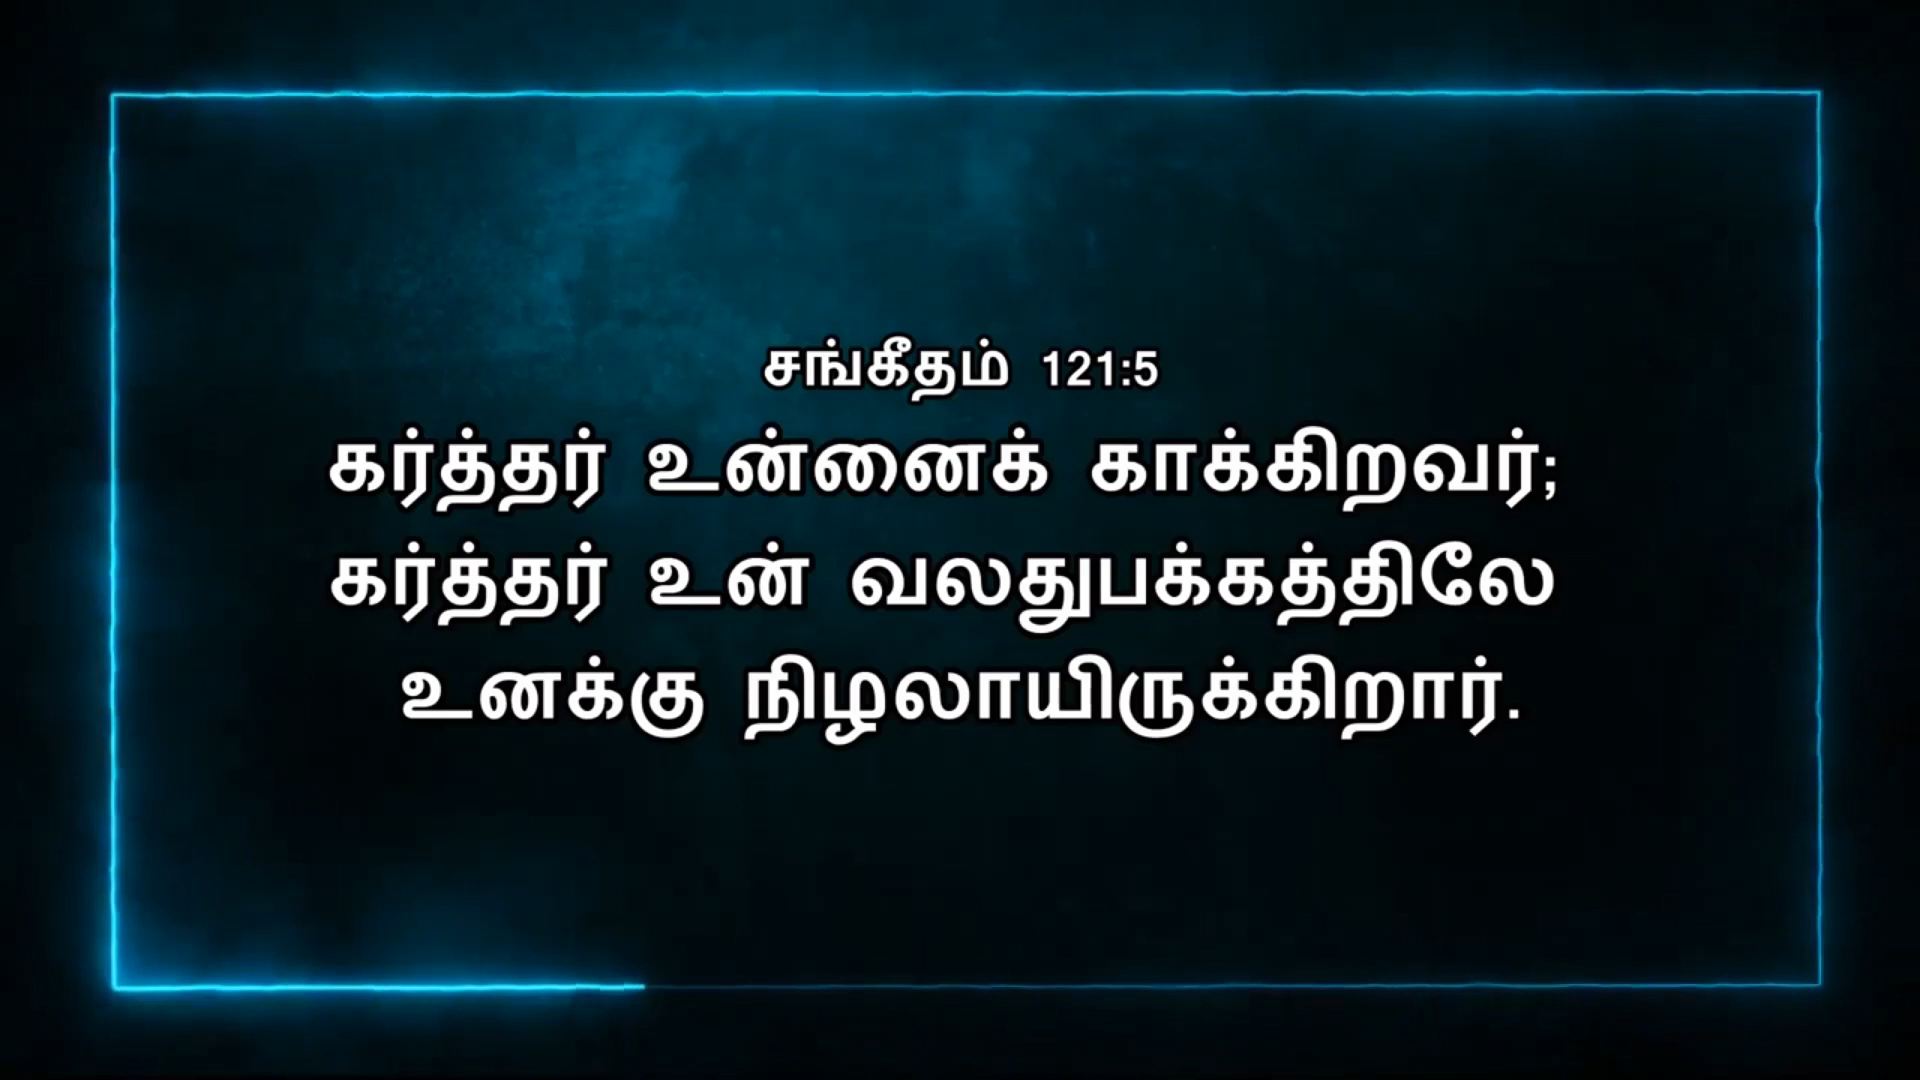 சங்கீதம் 121:5
கர்த்தர் உன்னைக் காக்கிறவர்;
கர்த்தர் உன் வலதுபக்கத்திலே
உனக்கு நிழலாயிருக்கிறார்.